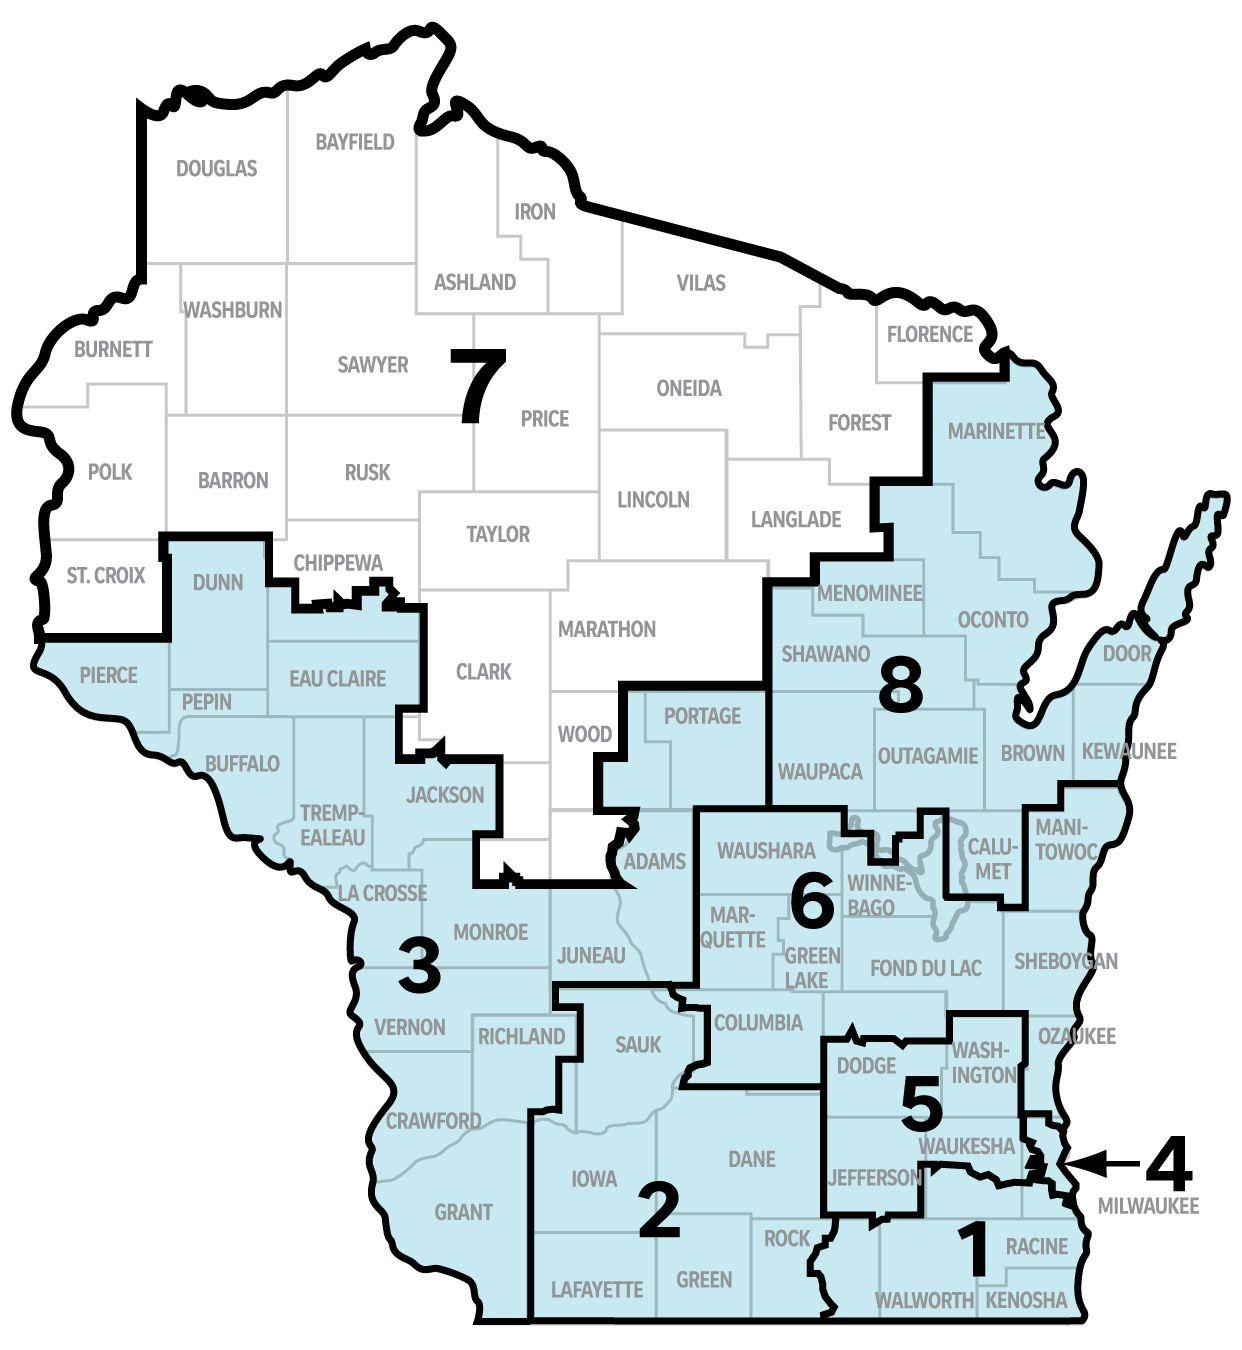 BAYFIELD
DOUGLAS
IRON
ASHLAND
VILAS
WASHBURN
FLORENCE
BURNETT
SAWYER
7
ONEIDA
PRICE
FOREST
MARINETTE
POLK
BARRON
RUSK
LINCOLN
LANGLADE
TAYLOR
CHIPPEWA
ST. CROIX
DUNN
MENOMINEE
OCONTO
MARATHON
SHAWANO
DOOR
CLARK
PIERCE
EAU CLAIRE
8
PEPIN
PORTAGE
WOOD
BROWN
KEWAUNEE
OUTAGAMIE
BUFFALO
WAUPACA
JACKSON
TREMP-
EALEAU
MANI-
TOWOC
CALU-
MET
WAUSHARA
ADAMS
WINNE-
BAGO
6
LA CROSSE
MAR-
QUETTE
MONROE
JUNEAU
GREEN
LAKE
FOND DU LAC
SHEBOYGAN
3
VERNON
COLUMBIA
RICHLAND
OZAUKEE
SAUK
WASH-
INGTON
DODGE
5
CRAWFORD
WAUKESHA
DANE
4
IOWA
JEFFERSON
MILWAUKEE
GRANT
2
ROCK
RACINE
1
GREEN
LAFAYETTE
WALWORTH
KENOSHA